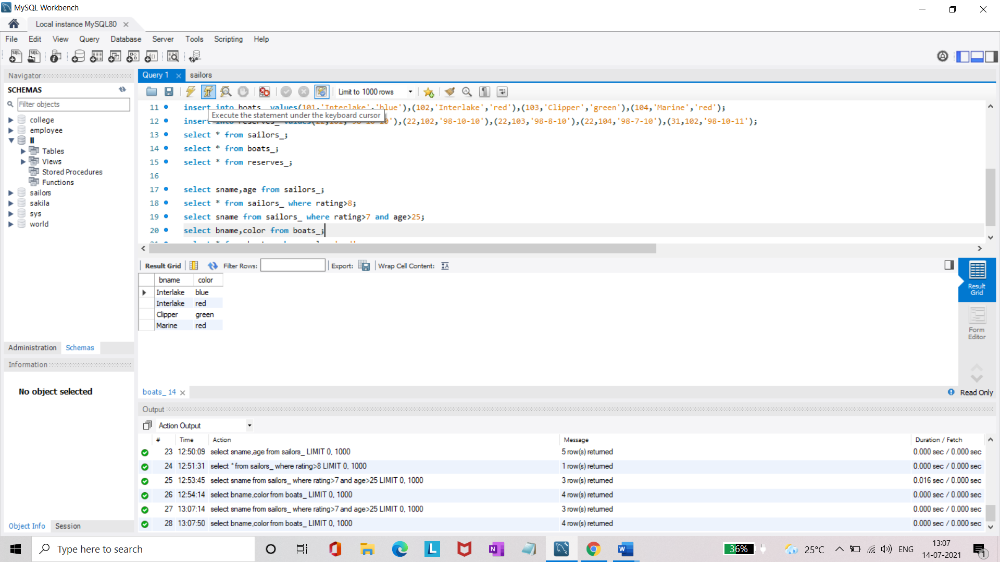 MySQL Workbench
Local instance MySQL80
File Edit View Query Database Server Tools Scripting Help
Navigator
SCHEMAS
Filter objects
college
employee
ll
Tables
Views
Stored Procedures
Functions
sailors
sakila
sys
world
Administration Schemas
Information
No object selected
Object Info Session
Query 1 sailors
Limit to 1000 rows
11 insert into boats_ values(101,'Interlake','blue'),(102,'Interlake','red'),(103,'Clipper','green'),(104,'Marine','red');
Execute the statement under the keyboard cursor
12 insert into reserves_ values(22,101,'98-10-10'),(22,102,'98-10-10'),(22,103,'98-8-10'),(22,104,'98-7-10'),(31,102,'98-10-11');
13 select * from sailors_;
14 select * from boats_;
15 select * from reserves_;
16
17 select sname,age from sailors_;
18 select * from sailors_ where rating>8;
19 select sname from sailors_ where rating>7 and age>25;
20 select bname,color from boats_;
Result Grid Filter Rows: Export: Wrap Cell Content:
bname color
Interlake blue
Interlake red
Clipper green
Marine red
Result Grid
Form Editor
boats_ 14
Read Only
Output
Action Output
# Time Action Message Duration / Fetch
23 12:50:09 select sname,age from sailors_ LIMIT 0, 1000 5 row(s) returned 0.000 sec / 0.000 sec
24 12:51:31 select * from sailors_ where rating>8 LIMIT 0, 1000 1 row(s) returned 0.000 sec / 0.000 sec
25 12:53:45 select sname from sailors_ where rating>7 and age>25 LIMIT 0, 1000 3 row(s) returned 0.016 sec / 0.000 sec
26 12:54:14 select bname,color from boats_ LIMIT 0, 1000 4 row(s) returned 0.000 sec / 0.000 sec
27 13:07:14 select sname from sailors_ where rating>7 and age>25 LIMIT 0, 1000 3 row(s) returned 0.000 sec / 0.000 sec
28 13:07:50 select bname,color from boats_ LIMIT 0, 1000 4 row(s) returned 0.000 sec / 0.000 sec
Type here to search
36%
25°C
ENG
13:07
14-07-2021
1